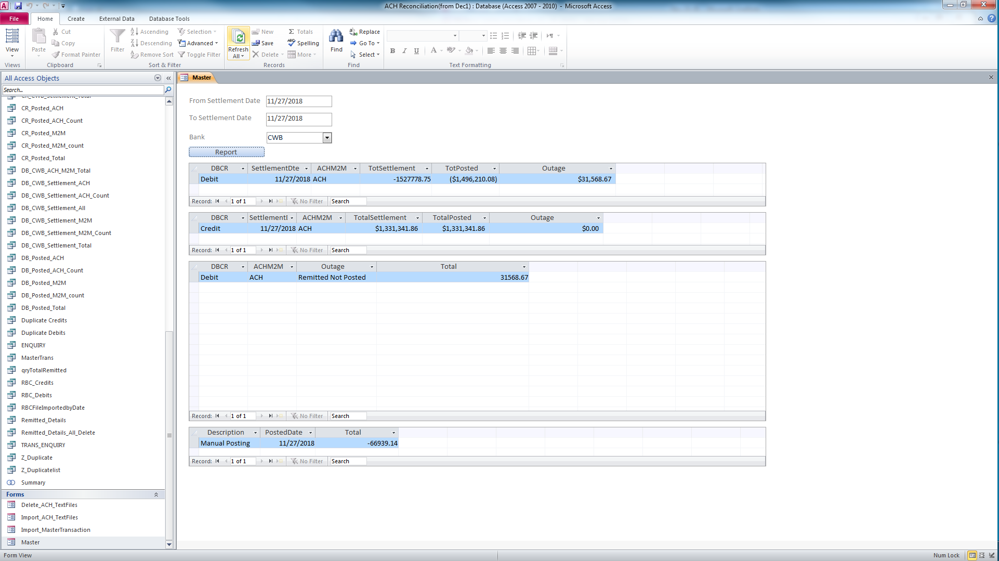 ACH Reconciliation(from Dec1) : Database (Access 2007 - 2010) - Microsoft Access
File Home Create External Data Database Tools
View
Views
Paste
Cut
Copy
Format Painter
Clipboard
Filter
Ascending
Descending
Remove Sort
Selection
Advanced
Toggle Filter
Sort & Filter
Refresh
All
New
Save
Delete
Totals
Spelling
More
Records
Find
Replace
Go To
Select
Find
Text Formatting
All Access Objects
Search...
CR_CWB_Settlement_Total
CR_Posted_ACH
CR_Posted_ACH_Count
CR_Posted_M2M
CR_Posted_M2M_count
CR_Posted_Total
DB_CWB_ACH_M2M_Total
DB_CWB_Settlement_ACH
DB_CWB_Settlement_ACH_Count
DB_CWB_Settlement_All
DB_CWB_Settlement_M2M
DB_CWB_Settlement_M2M_Count
DB_CWB_Settlement_Total
DB_Posted_ACH
DB_Posted_ACH_Count
DB_Posted_M2M
DB_Posted_M2M_count
DB_Posted_Total
Duplicate Credits
Duplicate Debits
ENQUIRY
MasterTrans
qryTotalRemitted
RBC_Credits
RBC_Debits
RBCFileImportedbyDate
Remitted_Details
Remitted_Details_All_Delete
TRANS_ENQUIRY
Z_Duplicate
Z_Duplicatelist
Summary
Forms
Delete_ACH_TextFiles
Import_ACH_TextFiles
Import_MasterTransaction
Master
Master
From Settlement Date 11/27/2018
To Settlement Date 11/27/2018
Bank CWB
Report
DBCR SettlementDte ACHM2M TotSettlement TotPosted Outage
Debit 11/27/2018 ACH -1527778.75 ($1,496,210.08) $31,568.67
Record: 1 of 1 No Filter Search
DBCR SettlementI ACHM2M TotalSettlement TotalPosted Outage
Credit 11/27/2018 ACH $1,331,341.86 $1,331,341.86 $0.00
Record: 1 of 1 No Filter Search
DBCR ACHM2M Outage Total
Debit ACH Remitted Not Posted 31568.67
Record: 1 of 1 No Filter Search
Description PostedDate Total
Manual Posting 11/27/2018 -66939.14
Record: 1 of 1 No Filter Search
Form View Num Lock